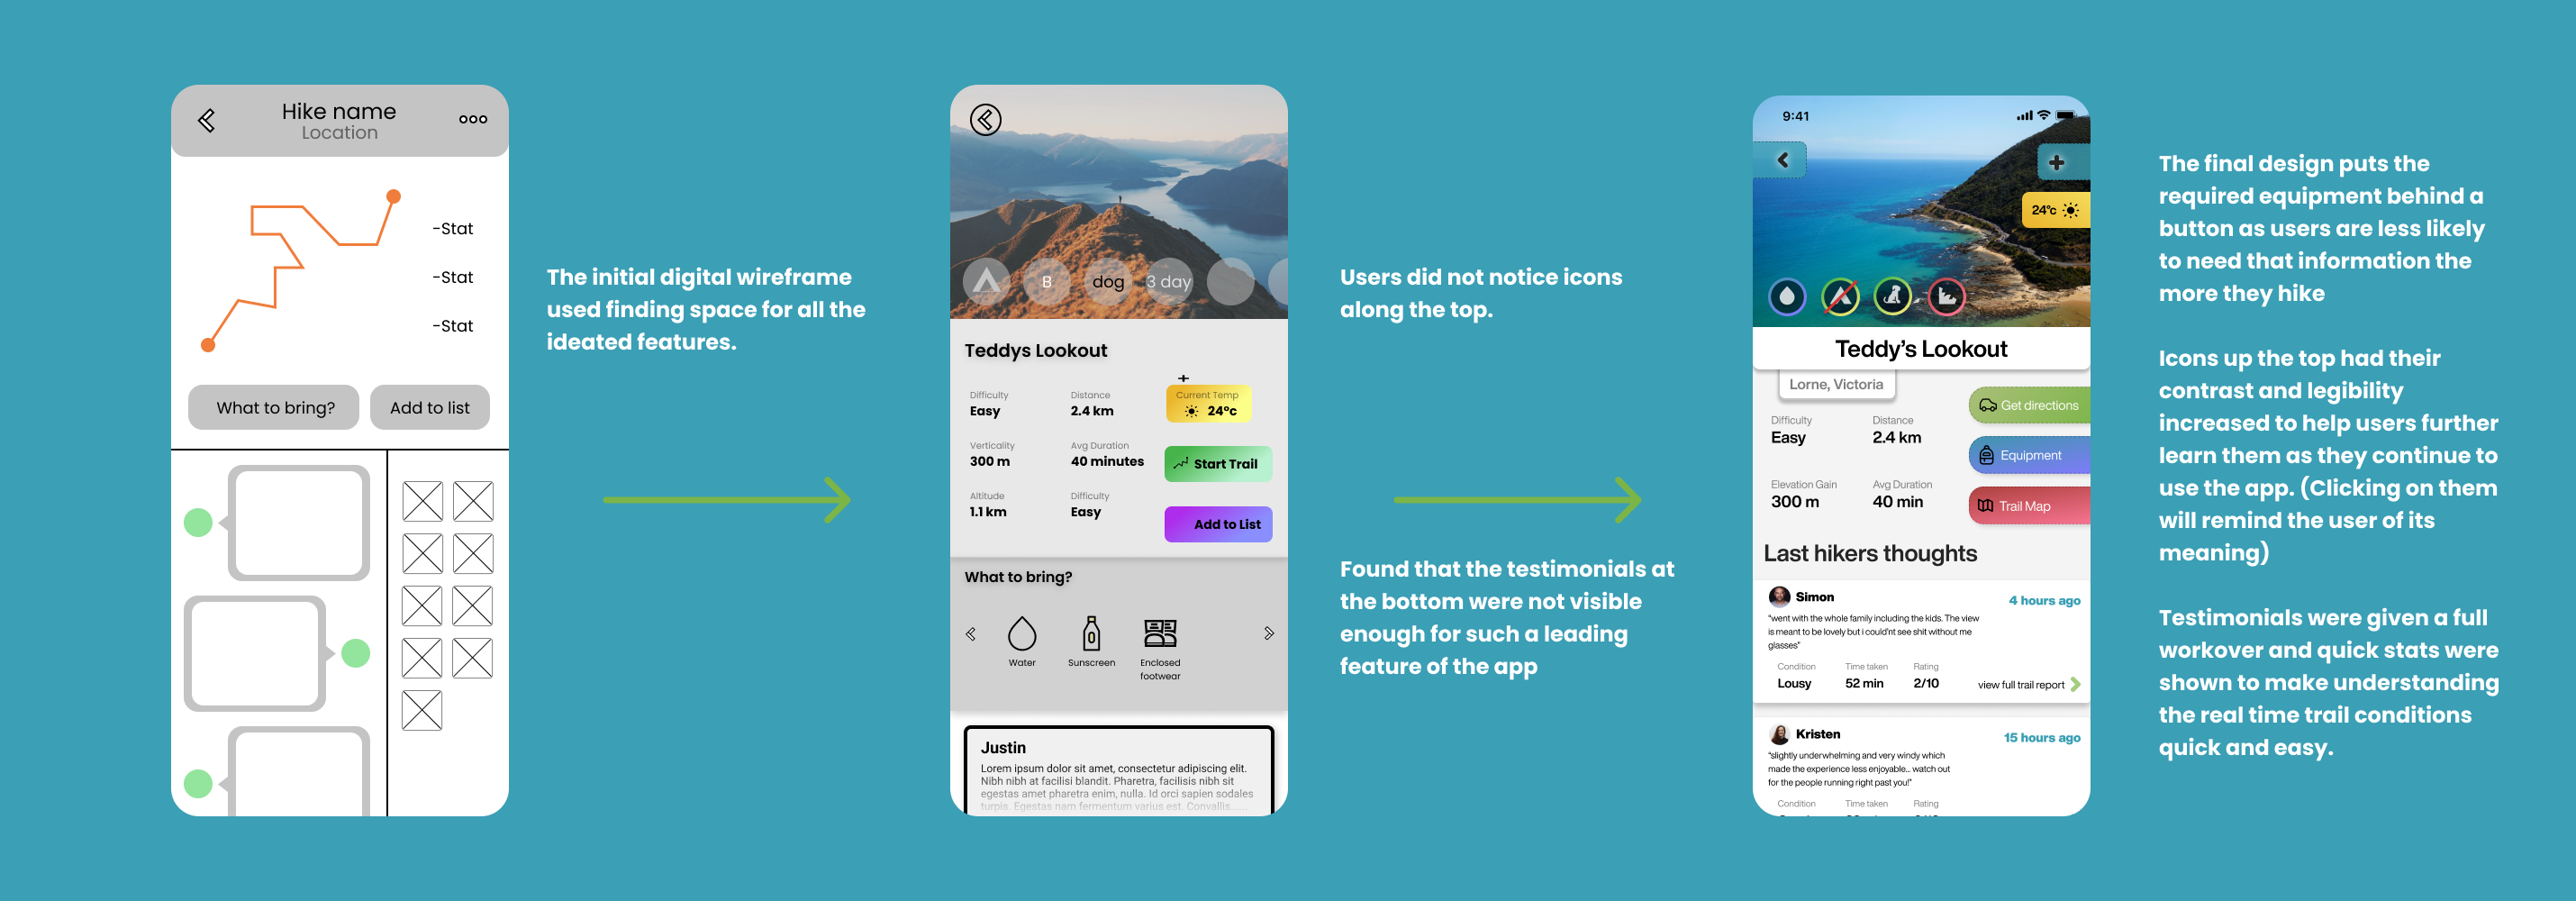 Hike name
Location
-Stat
-Stat
-Stat
What to bring?
Add to list
The initial digital wireframe
used finding space for all the
ideated features.
B
dog
3 day
Teddys Lookout
Difficulty
Easy
Distance
2.4 km
Current Temp
24°c
Verticality
300 m
Avg Duration
40 minutes
Start Trail
Altitude
1.1 km
Difficulty
Easy
Add to List
What to bring?
Water
Sunscreen
Enclosed
footwear
Justin
Lorem ipsum dolor sit amet, consectetur adipiscing elit.
Nibh nibh at facilisi blandit. Pharetra, facilisis nibh sit
egestas amet pharetra enim, nulla. Id orci sapien sodales
turpis. Egestas nam fermentum varius est. Convallis......
Users did not notice icons
along the top.
Found that the testimonials at
the bottom were not visible
enough for such a leading
feature of the app
9:41
24°c
Teddy's Lookout
Lorne, Victoria
Get directions
Difficulty
Easy
Distance
2.4 km
Equipment
Elevation Gain
300 m
Avg Duration
40 min
Trail Map
Last hikers thoughts
Simon
4 hours ago
"went with the whole family including the kids. The view
is meant to be lovely but i could'nt see shit without me
glasses"
Condition
Lousy
Time taken
52 min
Rating
2/10
view full trail report
Kristen
15 hours ago
"slightly underwhelming and very windy which
made the experience less enjoyable... watch out
for the people running right past you!"
Condition
Time taken
Rating
The final design puts the
required equipment behind a
button as users are less likely
to need that information the
more they hike
Icons up the top had their
contrast and legibility
increased to help users further
learn them as they continue to
use the app. (Clicking on them
will remind the user of its
meaning)
Testimonials were given a full
workover and quick stats were
shown to make understanding
the real time trail conditions
quick and easy.